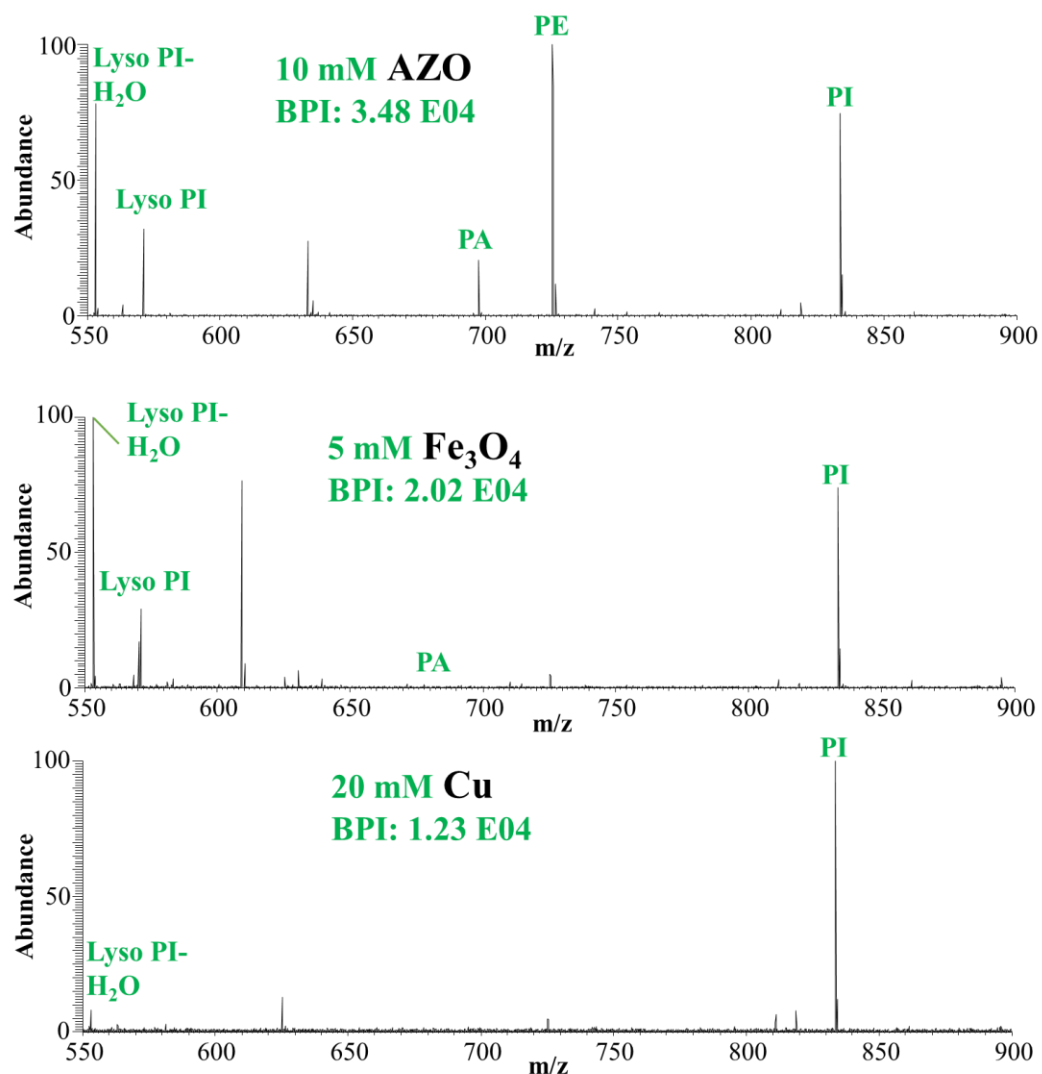 PE
100
Lyso PI-
H₂O
10 mM AZO
BPI: 3.48 E04
PI
Abundance
50
Lyso PI
PA
0
550 600 650 700 750 800 850 900
m/z
100
Lyso PI-
H₂O
5 mM Fe₃O₄
BPI: 2.02 E04
PI
Abundance
50
Lyso PI
PA
0
550 600 650 700 750 800 850 900
m/z
PI
100
20 mM Cu
BPI: 1.23 E04
Abundance
50
Lyso PI-
H₂O
0
550 600 650 700 750 800 850 900
m/z